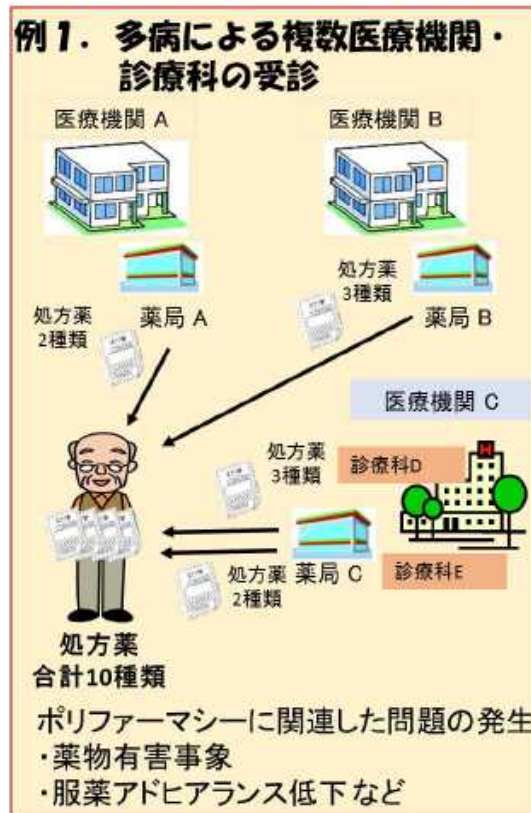 例1. 多病による複数医療機関・
診療科の受診
医療機関 A
医療機関 B
処方薬
2種類
薬局 A
処方薬
3種類
薬局 B
医療機関 C
処方薬
3種類
診療科D
H
処方薬
2種類
薬局 C
診療科E
処方薬
合計10種類
ポリファーマシーに関連した問題の発生
・薬物有害事象
・服薬アドヒアランス低下など